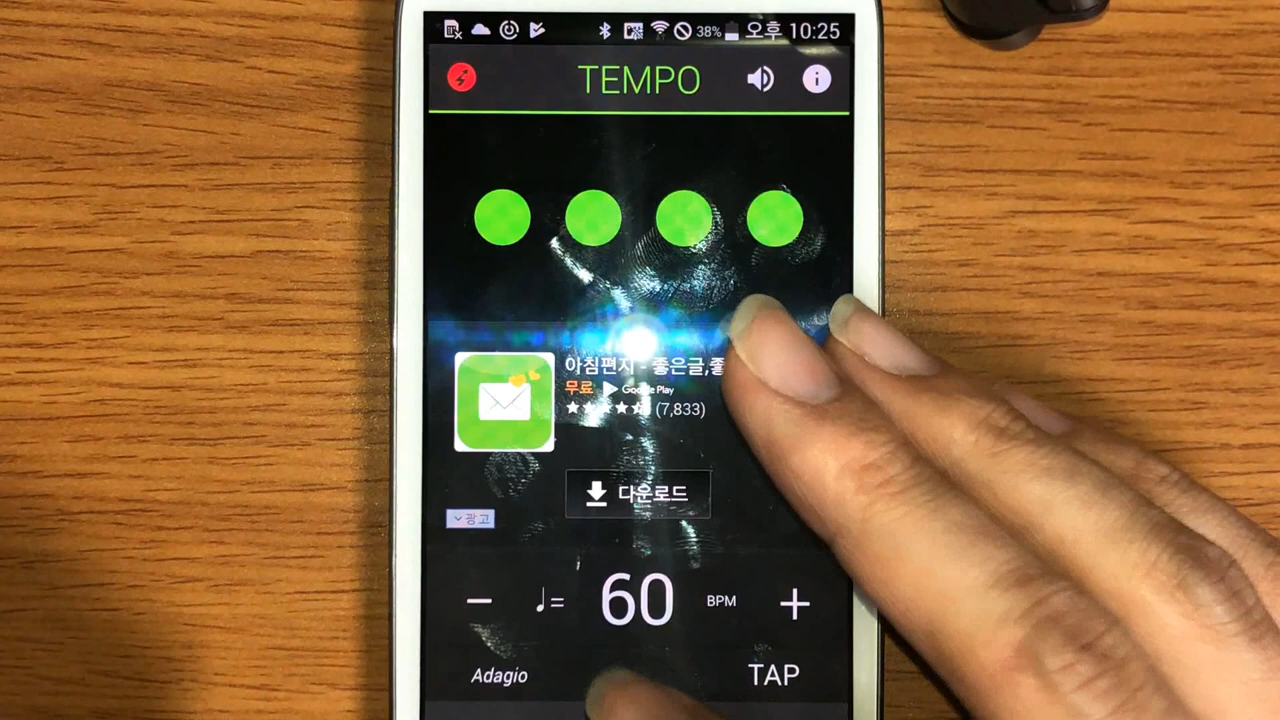 38% 오후 10:25
TEMPO
아침편지 - 좋은글,좋
무료 Google Play
(7,833)
다운로드
광고
= 60 BPM
Adagio TAP